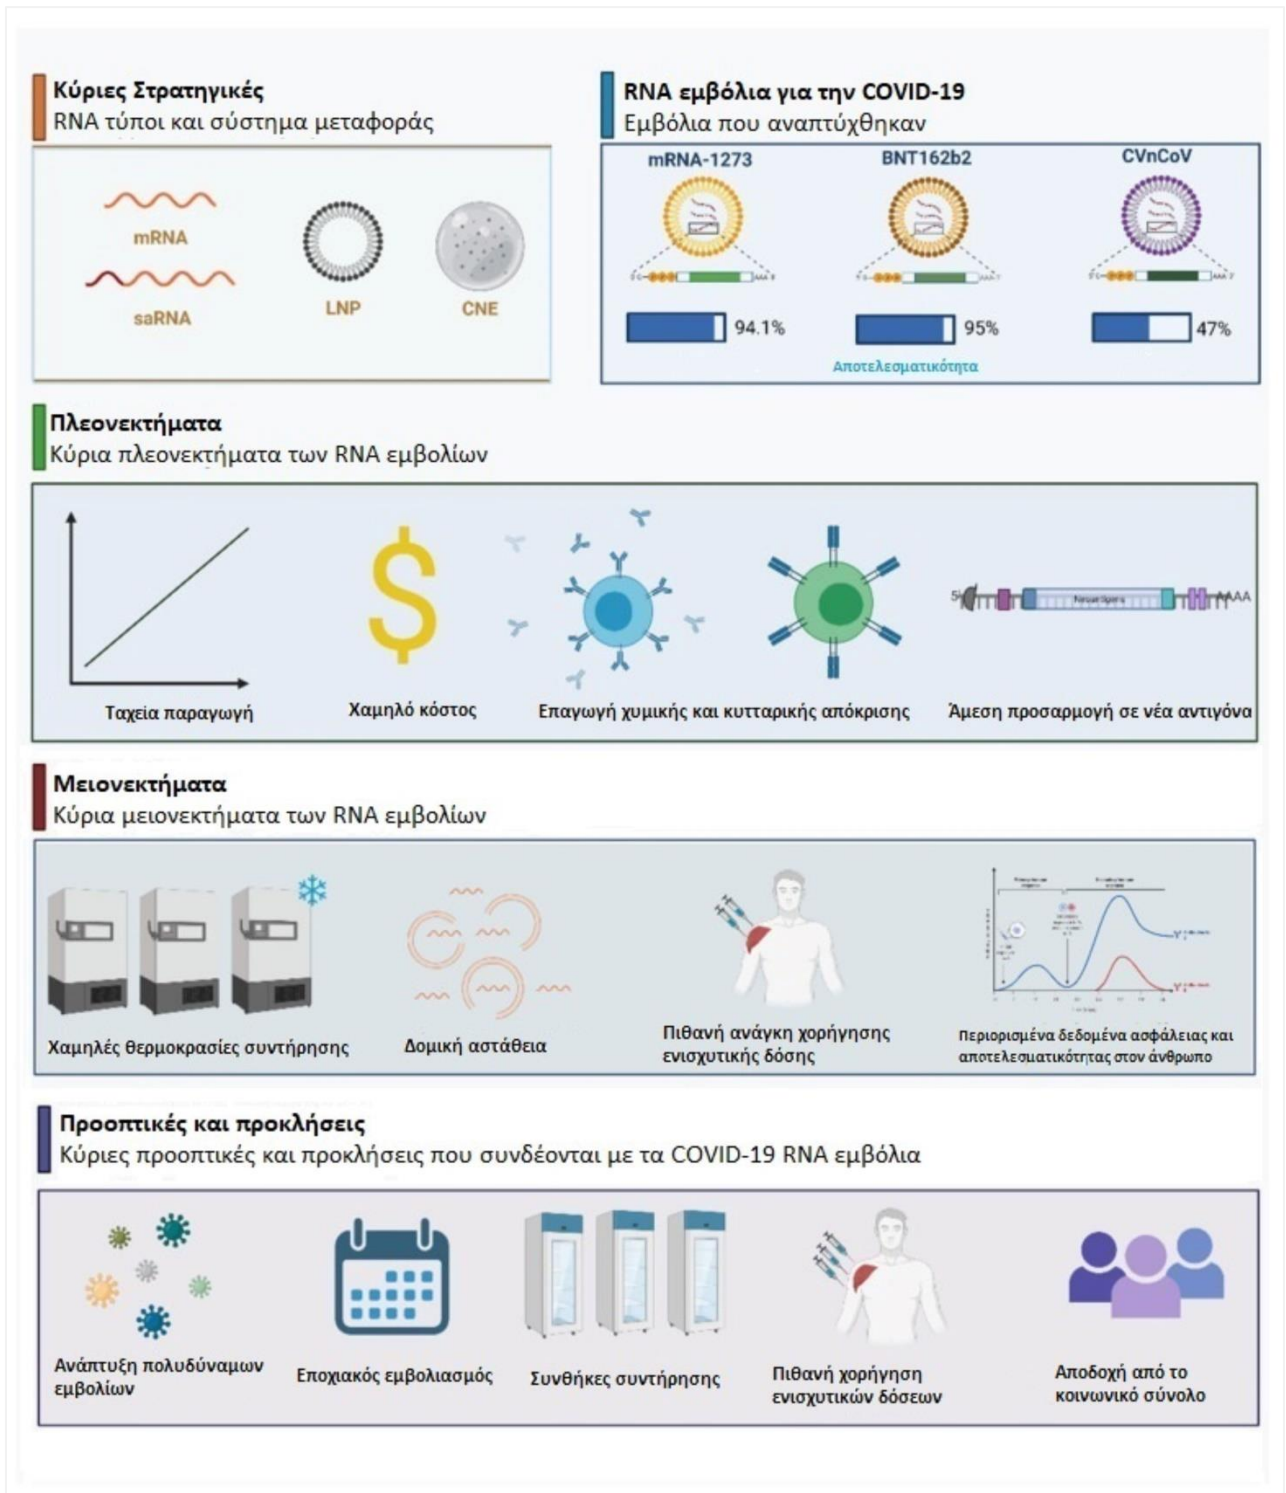 Κύριες Στρατηγικές
RNA τύποι και σύστημα μεταφοράς
mRNA
saRNA
LNP
CNE
RNA εμβόλια για την COVID-19
Εμβόλια που αναπτύχθηκαν
mRNA-1273
BNT162b2
CVnCoV
94.1%
95%
47%
Αποτελεσματικότητα
Πλεονεκτήματα
Κύρια πλεονεκτήματα των RNA εμβολίων
Ταχεία παραγωγή
Χαμηλό κόστος
Επαγωγή χυμικής και κυτταρικής απόκρισης
5'
AAAA
Άμεση προσαρμογή σε νέα αντιγόνα
Μειονεκτήματα
Κύρια μειονεκτήματα των RNA εμβολίων
Χαμηλές θερμοκρασίες συντήρησης
Δομική αστάθεια
Πιθανή ανάγκη χορήγησης
ενισχυτικής δόσης
Περιορισμένα δεδομένα ασφάλειας και
αποτελεσματικότητας στον άνθρωπο
Προοπτικές και προκλήσεις
Κύριες προοπτικές και προκλήσεις που συνδέονται με τα COVID-19 RNA εμβόλια
Ανάπτυξη πολυδύναμων
εμβολίων
Εποχιακός εμβολιασμός
Συνθήκες συντήρησης
Πιθανή χορήγηση
ενισχυτικών δόσεων
Αποδοχή από το
κοινωνικό σύνολο